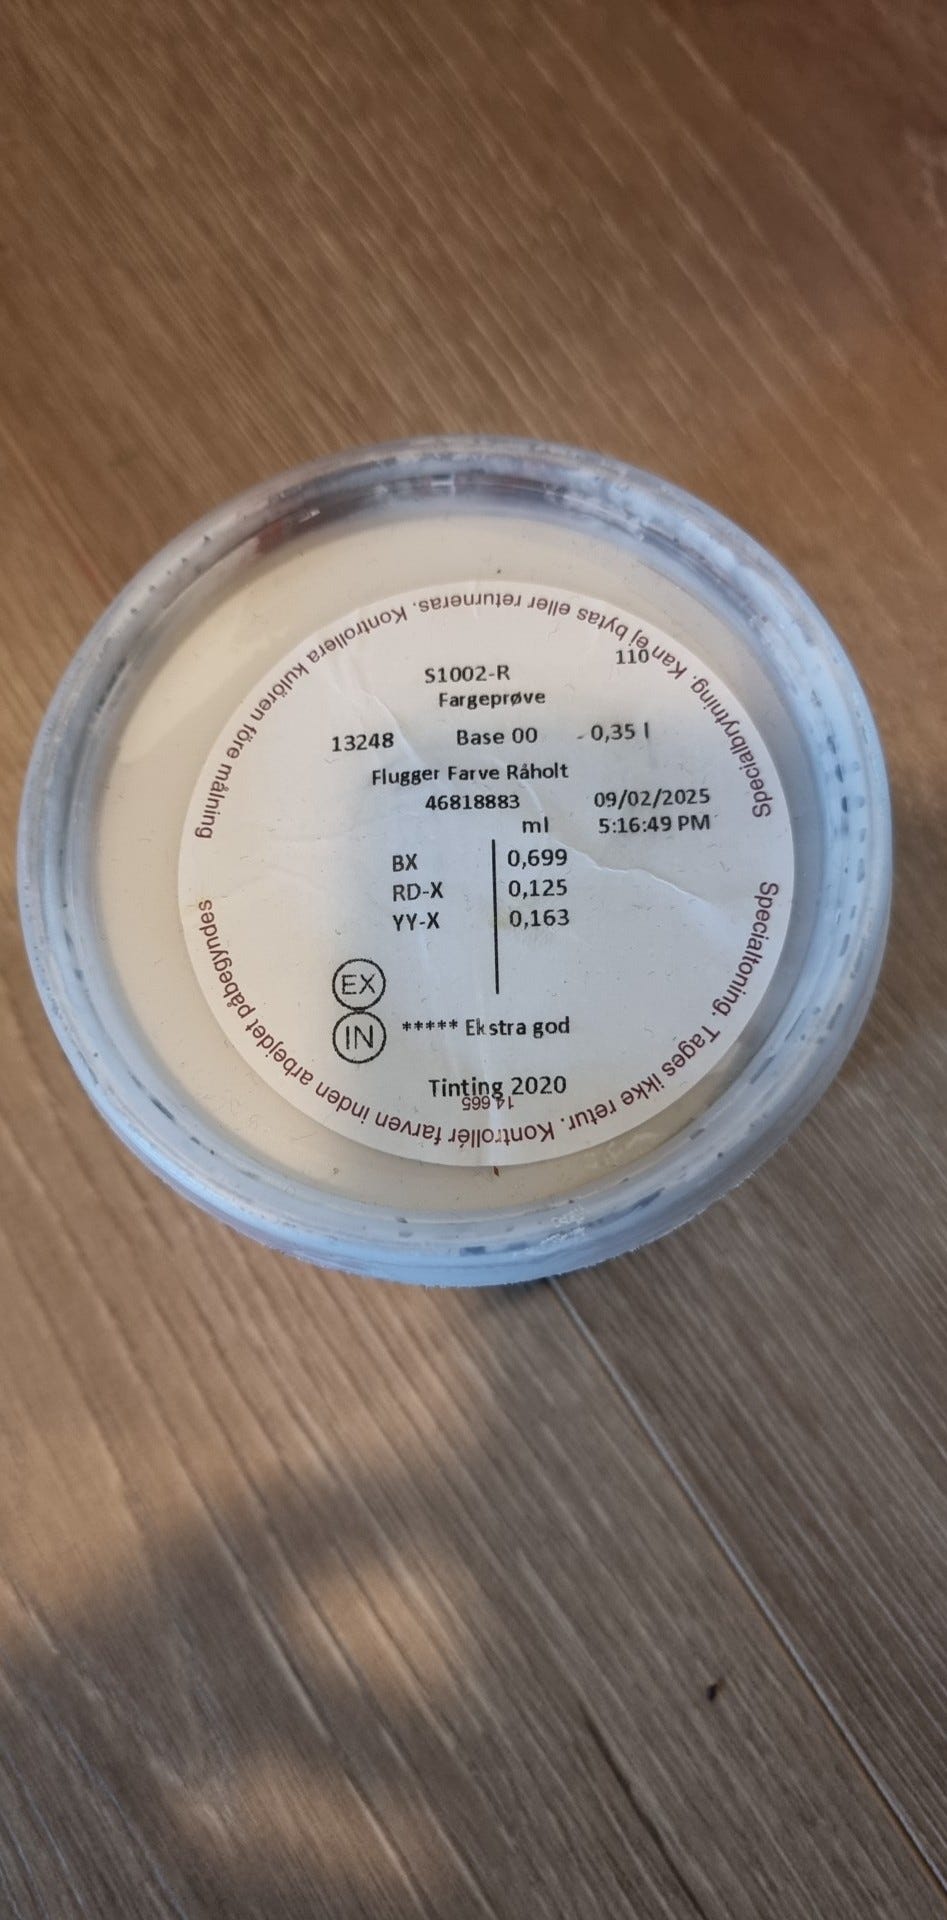 Specialbrytning. Kan ej bytas eller returneras. Kontrollera kulören före målning
110
S1002-R
Fargeprøve
13248 Base 00 - 0,35 l
Flugger Farve Råholt
46818883 09/02/2025
ml 5:16:49 PM
BX 0,699
RD-X 0,125
YY-X 0,163
EX
IN ***** Ekstra god
Tinting 2020
14 665
Specialtoning. Tages ikke retur. Kontrollér farven inden arbejdet påbegyndes